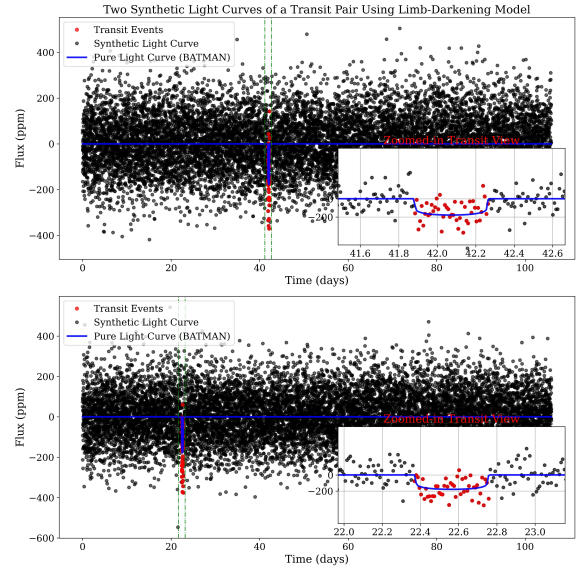 Two Synthetic Light Curves of a Transit Pair Using Limb-Darkening Model
Transit Events
Synthetic Light Curve
Pure Light Curve (BATMAN)
Flux (ppm)
400
200
0
−200
−400
Zoomed In Transit View
−200
41.6 41.8 42.0 42.2 42.4 42.6
0 20 40 60 80 100
Time (days)
Transit Events
Synthetic Light Curve
Pure Light Curve (BATMAN)
Flux (ppm)
400
200
0
−200
−400
−600
Zoomed In Transit View
0
−200
22.0 22.2 22.4 22.6 22.8 23.0
0 20 40 60 80 100
Time (days)